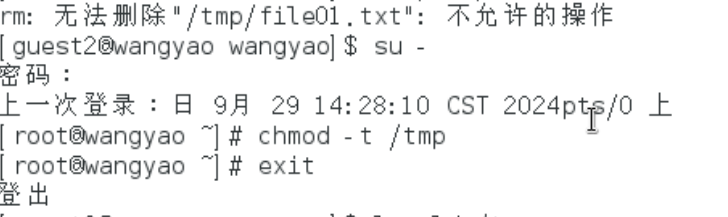 rm: 无法删除"/tmp/file01.txt": 不允许的操作
[guest2@wangyao wangyao]$ su -
密码：
上一次登录：日 9月 29 14:28:10 CST 2024pts/0 上
[root@wangyao ~]# chmod -t /tmp
[root@wangyao ~]# exit
登出